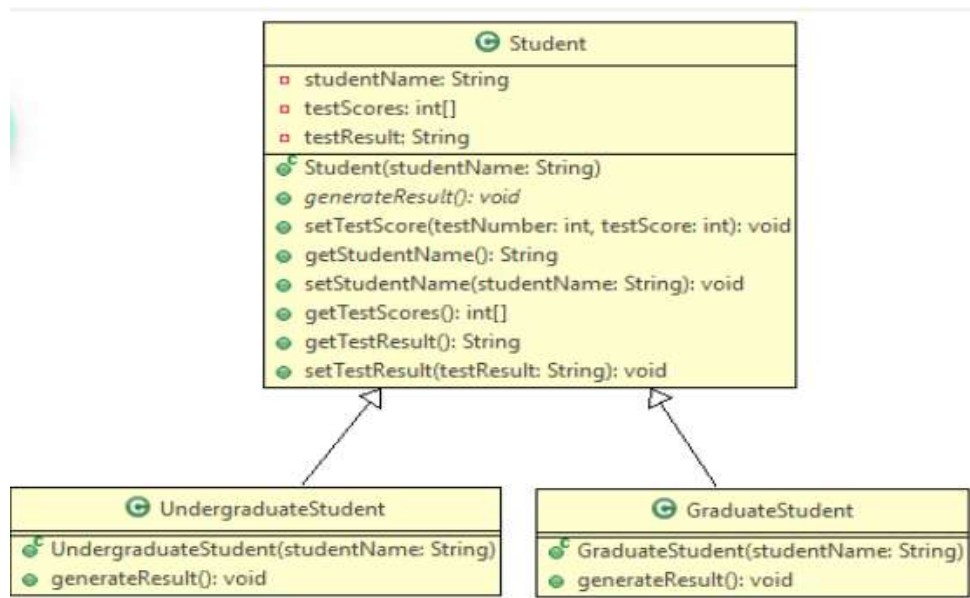 Student
studentName: String
testScores: int[]
testResult: String
Student(studentName: String)
generateResult(): void
setTestScore(testNumber: int, testScore: int): void
getStudentName(): String
setStudentName(studentName: String): void
getTestScores(): int[]
getTestResult(): String
setTestResult(testResult: String): void
UndergraduateStudent
UndergraduateStudent(studentName: String)
generateResult(): void
GraduateStudent
GraduateStudent(studentName: String)
generateResult(): void